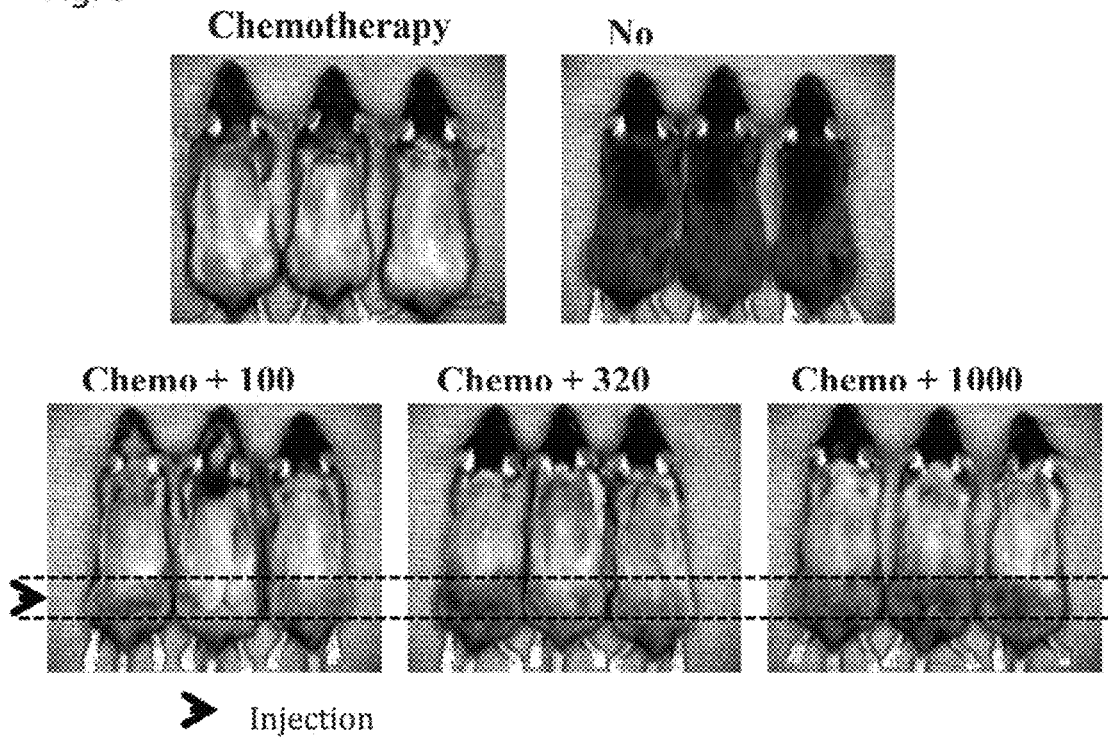 Chemotherapy
No
Chemo + 100
Chemo + 320
Chemo + 1000
Injection